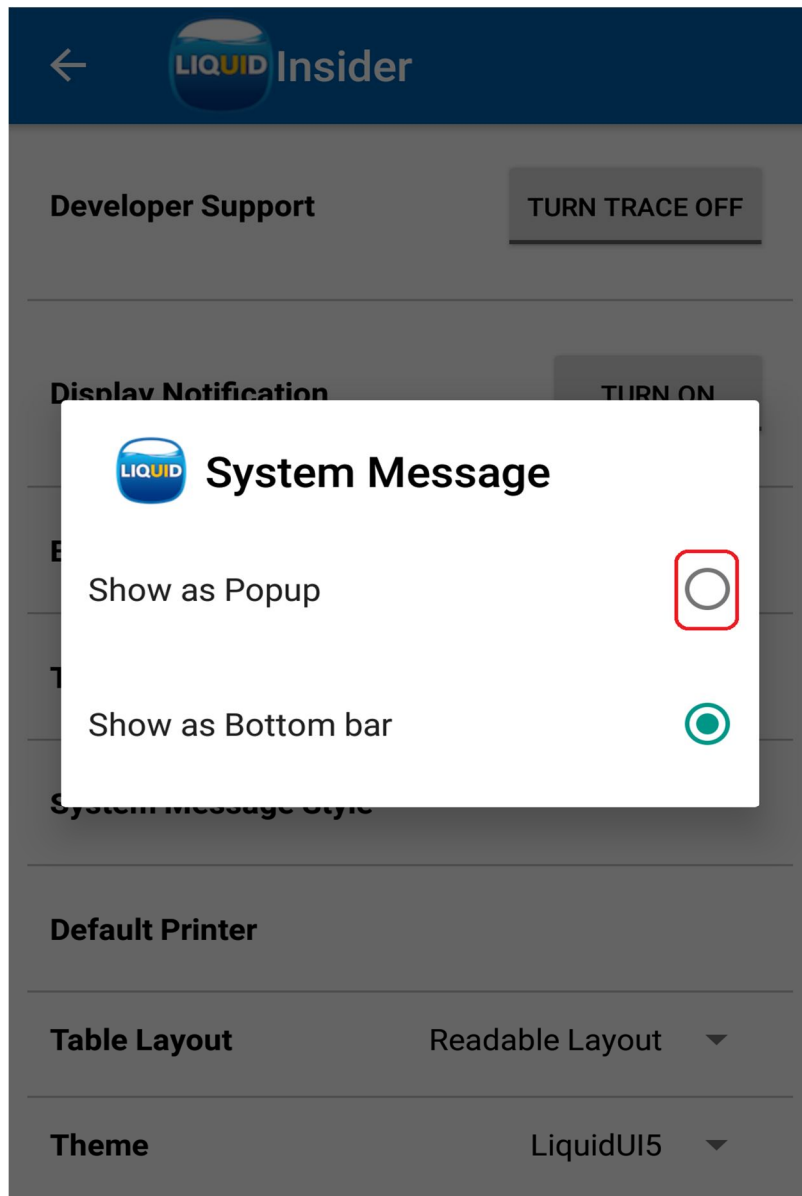 LIQUID Insider
Developer Support TURN TRACE OFF
Display Notification TURN ON
LIQUID System Message
Show as Popup
Show as Bottom bar
System Message Style
Default Printer
Table Layout Readable Layout
Theme LiquidUI5